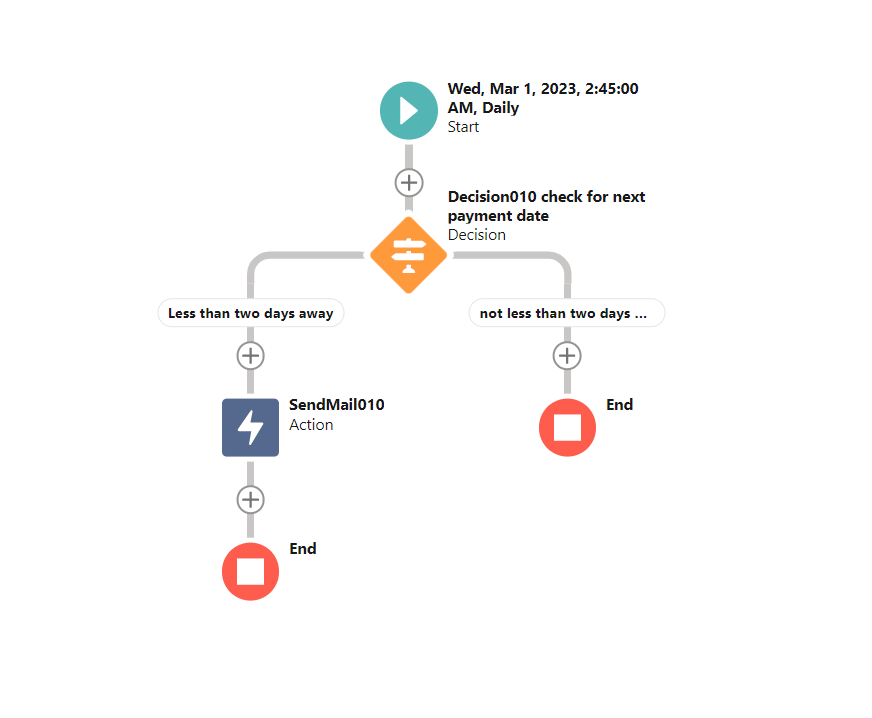 Wed, Mar 1, 2023, 2:45:00
AM, Daily
Start
Decision010 check for next
payment date
Decision
Less than two days away
not less than two days ...
SendMail010
Action
End
End